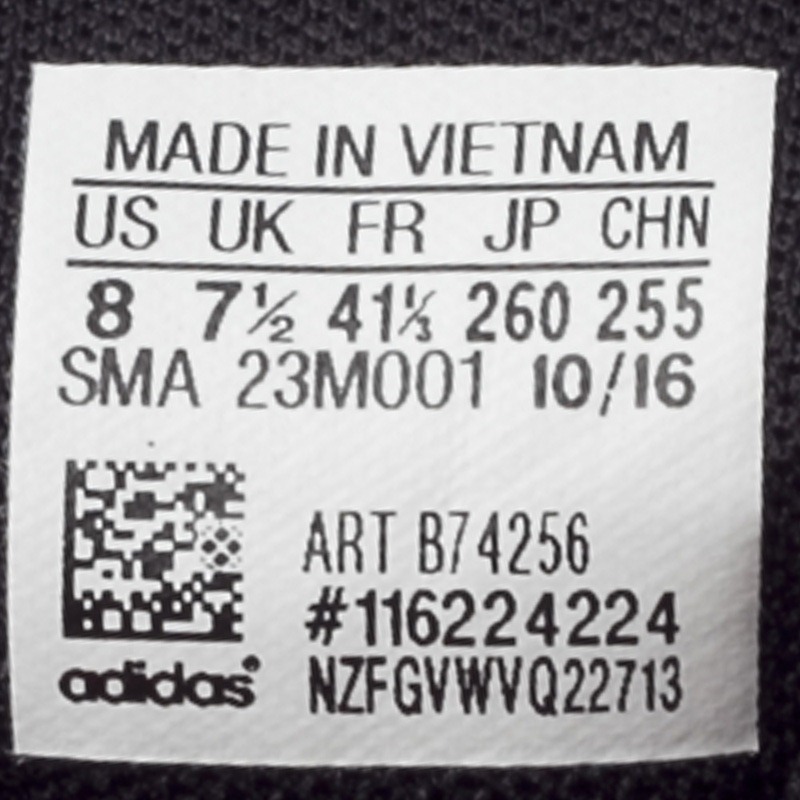 MADE IN VIETNAM
US UK FR JP CHN
8 7½ 41⅓ 260 255
SMA 23M001 10/16
ART B74256
#116224224
adidas® NZFGVWVQ22713